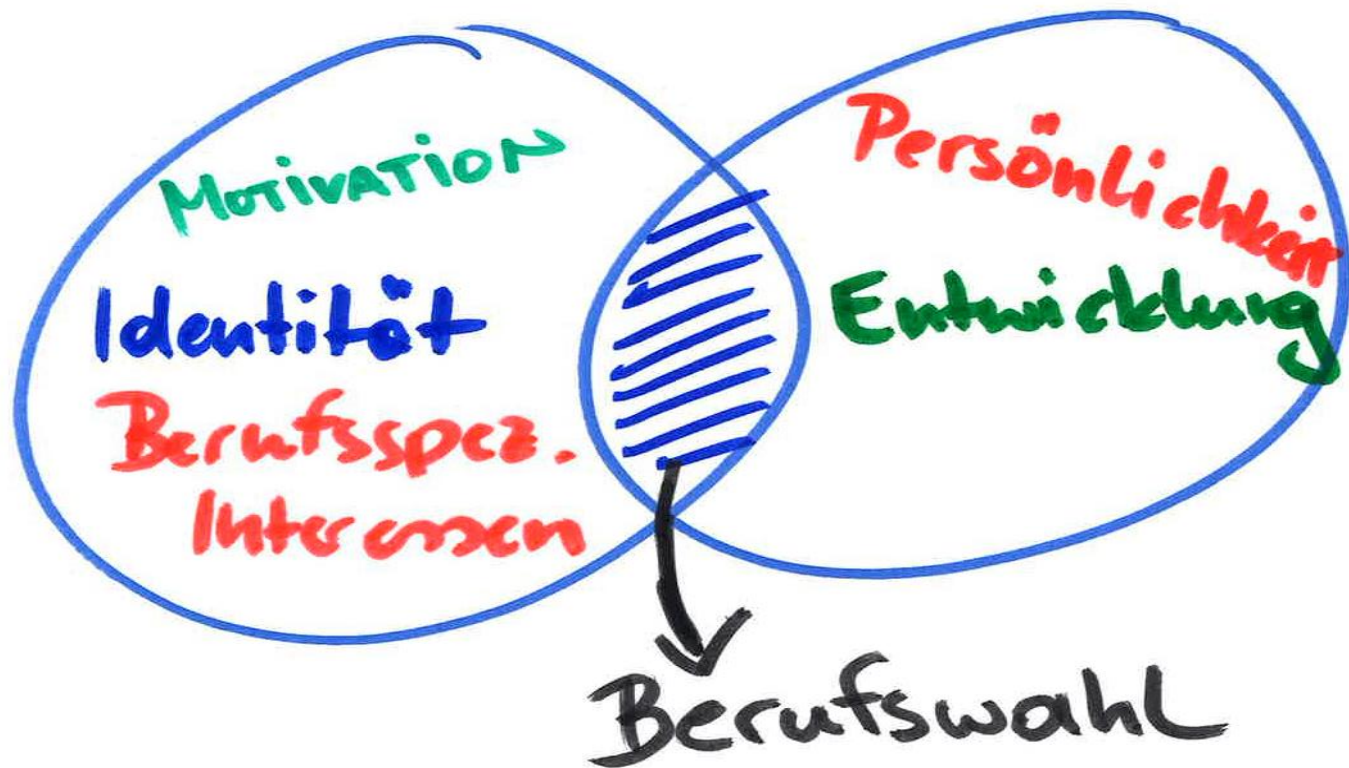 MOTIVATION
Identität
Berufsspez.
Interessen
Persönlichkeit
Entwicklung
Berufswahl